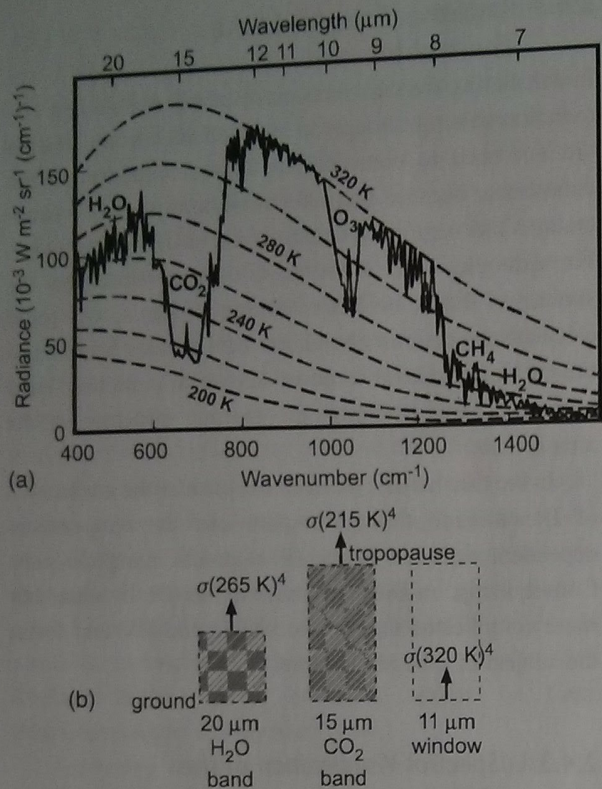 Wavelength (μm)
20 15 12 11 10 9 8 7
Radiance (10⁻³ W m⁻² sr⁻¹ (cm⁻¹)⁻¹)
150
100
50
0
H₂O
CO₂
O₃
CH₄
H₂O
320 K
280 K
240 K
200 K
400 600 800 1000 1200 1400
Wavenumber (cm⁻¹)
(a)
σ(215 K)⁴
tropopause
σ(265 K)⁴
σ(320 K)⁴
(b)
ground
20 μm 15 μm 11 μm
H₂O CO₂ window
band band